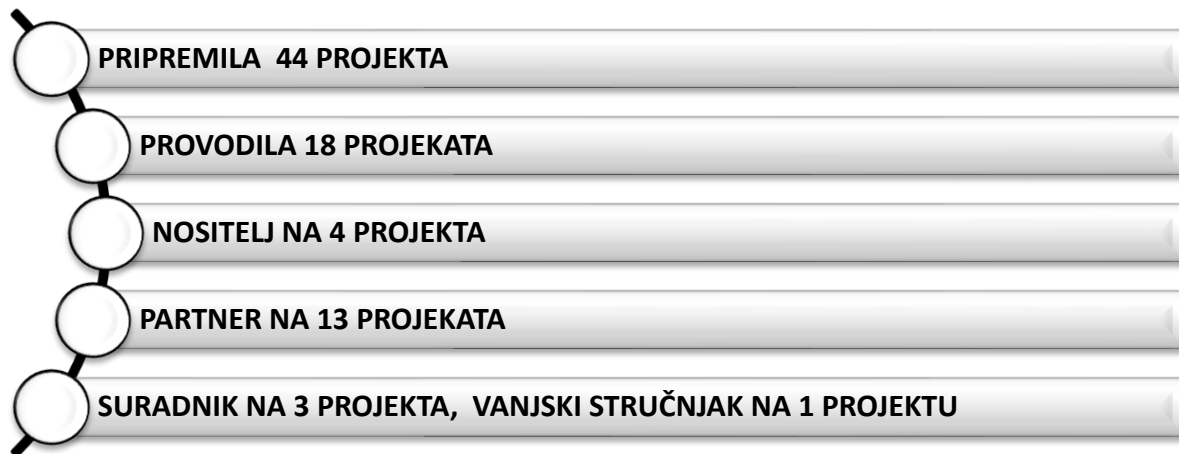 PRIPREMILA 44 PROJEKTA
PROVODILA 18 PROJEKATA
NOSITELJ NA 4 PROJEKTA
PARTNER NA 13 PROJEKATA
SURADNIK NA 3 PROJEKTA, VANJSKI STRUČNJAK NA 1 PROJEKTU